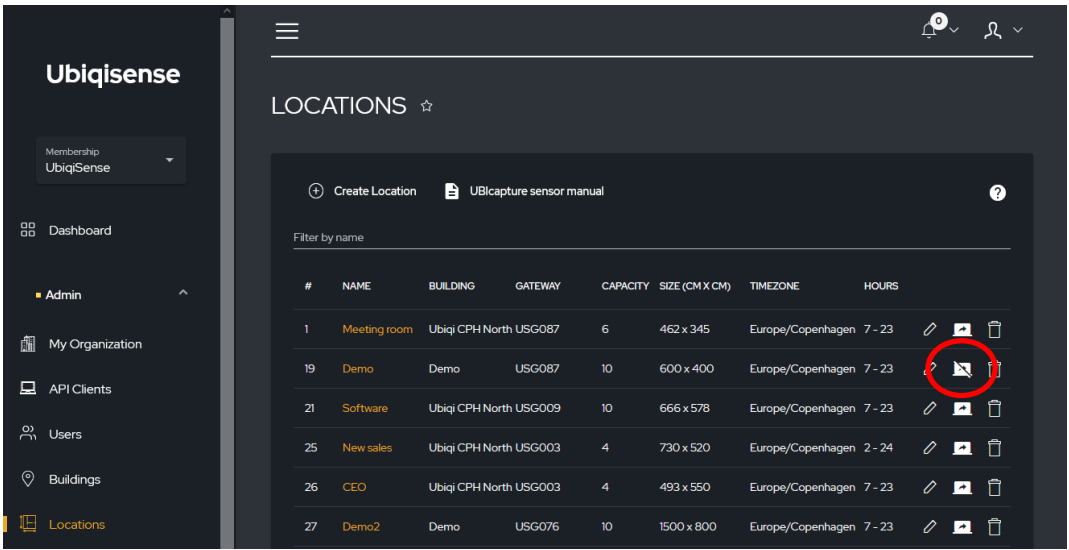 0
Ubiqisense
LOCATIONS
Membership
UbiqiSense
Create Location
UBIcapture sensor manual
?
Dashboard
Filter by name
Admin
# NAME BUILDING GATEWAY CAPACITY SIZE (CM X CM) TIMEZONE HOURS
1 Meeting room Ubiqi CPH North USG087 6 462 x 345 Europe/Copenhagen 7 - 23
My Organization
19 Demo Demo USG087 10 600 x 400 Europe/Copenhagen 7 - 23
API Clients
21 Software Ubiqi CPH North USG009 10 666 x 578 Europe/Copenhagen 7 - 23
Users
25 New sales Ubiqi CPH North USG003 4 730 x 520 Europe/Copenhagen 2 - 24
Buildings
26 CEO Ubiqi CPH North USG003 4 493 x 550 Europe/Copenhagen 7 - 23
Locations
27 Demo2 Demo USG076 10 1500 x 800 Europe/Copenhagen 7 - 23